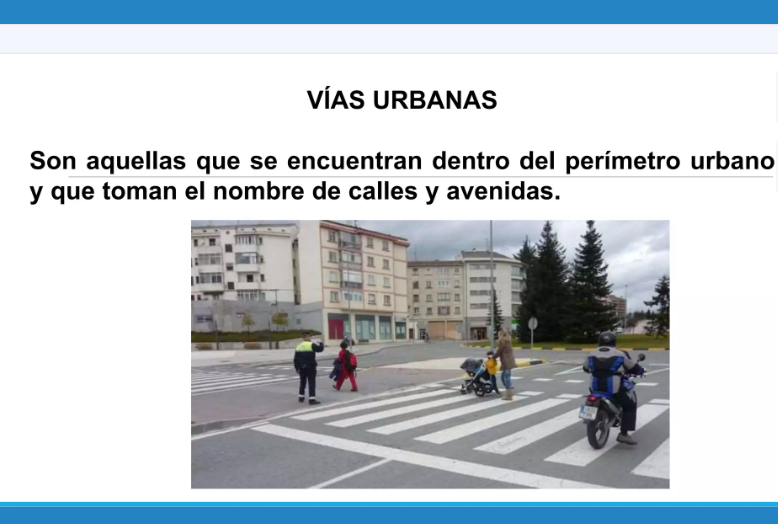 VÍAS URBANAS
Son aquellas que se encuentran dentro del perímetro urbano
y que toman el nombre de calles y avenidas.